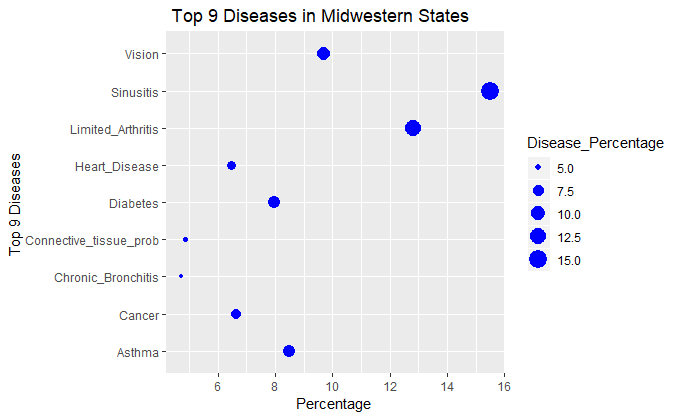 Top 9 Diseases in Midwestern States
Top 9 Diseases
Vision
Sinusitis
Limited_Arthritis
Heart_Disease
Diabetes
Connective_tissue_prob
Chronic_Bronchitis
Cancer
Asthma
6 8 10 12 14 16
Percentage
Disease_Percentage
5.0
7.5
10.0
12.5
15.0